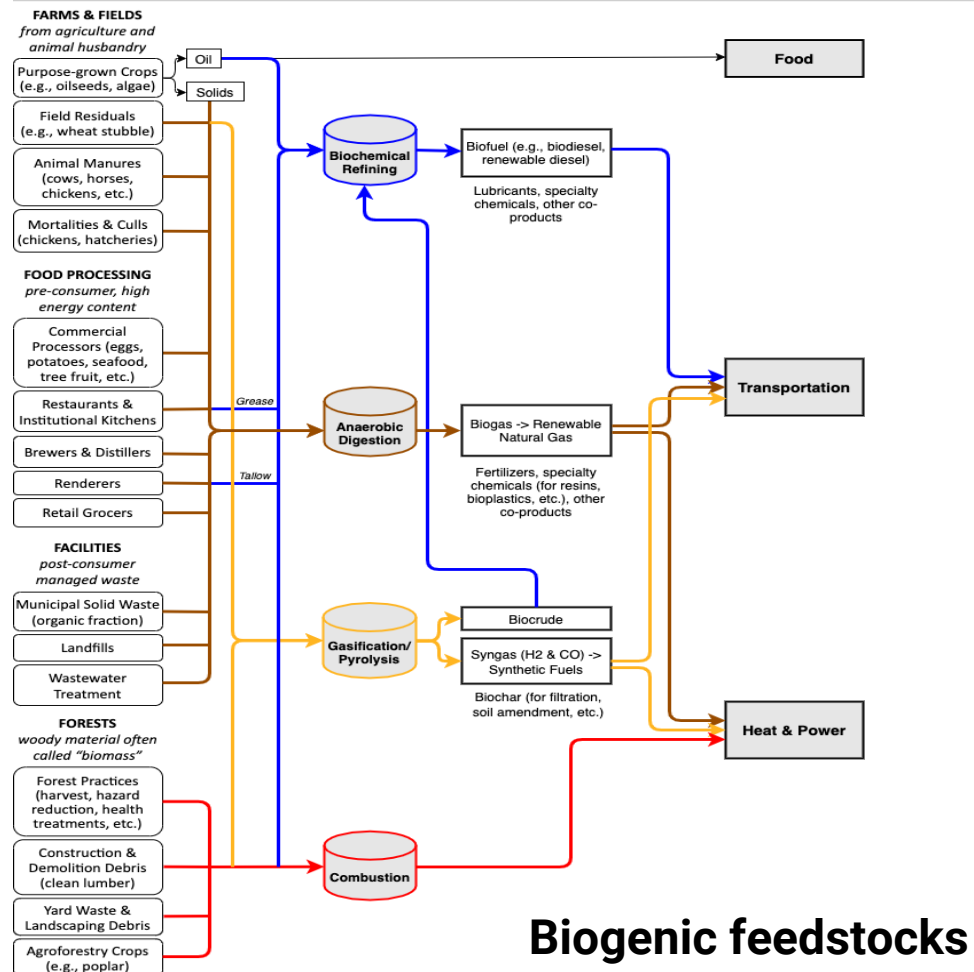 FARMS & FIELDS
from agriculture and
animal husbandry
Purpose-grown Crops
(e.g., oilseeds, algae)
Oil
Solids
Field Residuals
(e.g., wheat stubble)
Animal Manures
(cows, horses,
chickens, etc.)
Mortalities & Culls
(chickens, hatcheries)
FOOD PROCESSING
pre-consumer, high
energy content
Commercial
Processors (eggs,
potatoes, seafood,
tree fruit, etc.)
Restaurants &
Institutional Kitchens
Brewers & Distillers
Renderers
Retail Grocers
Grease
Tallow
FACILITIES
post-consumer
managed waste
Municipal Solid Waste
(organic fraction)
Landfills
Wastewater
Treatment
FORESTS
woody material often
called “biomass”
Forest Practices
(harvest, hazard
reduction, health
treatments, etc.)
Construction &
Demolition Debris
(clean lumber)
Yard Waste &
Landscaping Debris
Agroforestry Crops
(e.g., poplar)
Biochemical
Refining
Anaerobic
Digestion
Gasification/
Pyrolysis
Combustion
Biofuel (e.g., biodiesel,
renewable diesel)
Lubricants, specialty
chemicals, other co-
products
Biogas -> Renewable
Natural Gas
Fertilizers, specialty
chemicals (for resins,
bioplastics, etc.), other
co-products
Biocrude
Syngas (H2 & CO) ->
Synthetic Fuels
Biochar (for filtration,
soil amendment, etc.)
Food
Transportation
Heat & Power
Biogenic feedstocks